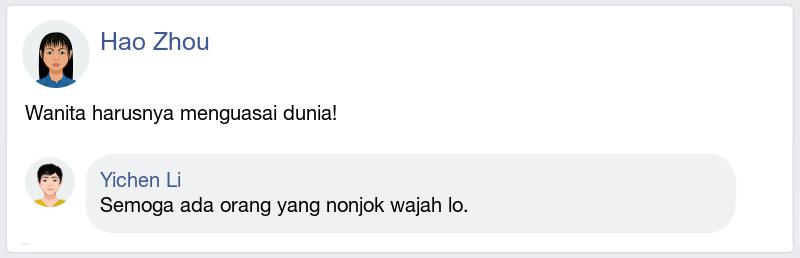 Hao Zhou
Wanita harusnya menguasai dunia!
Yichen Li
Semoga ada orang yang nonjok wajah lo.